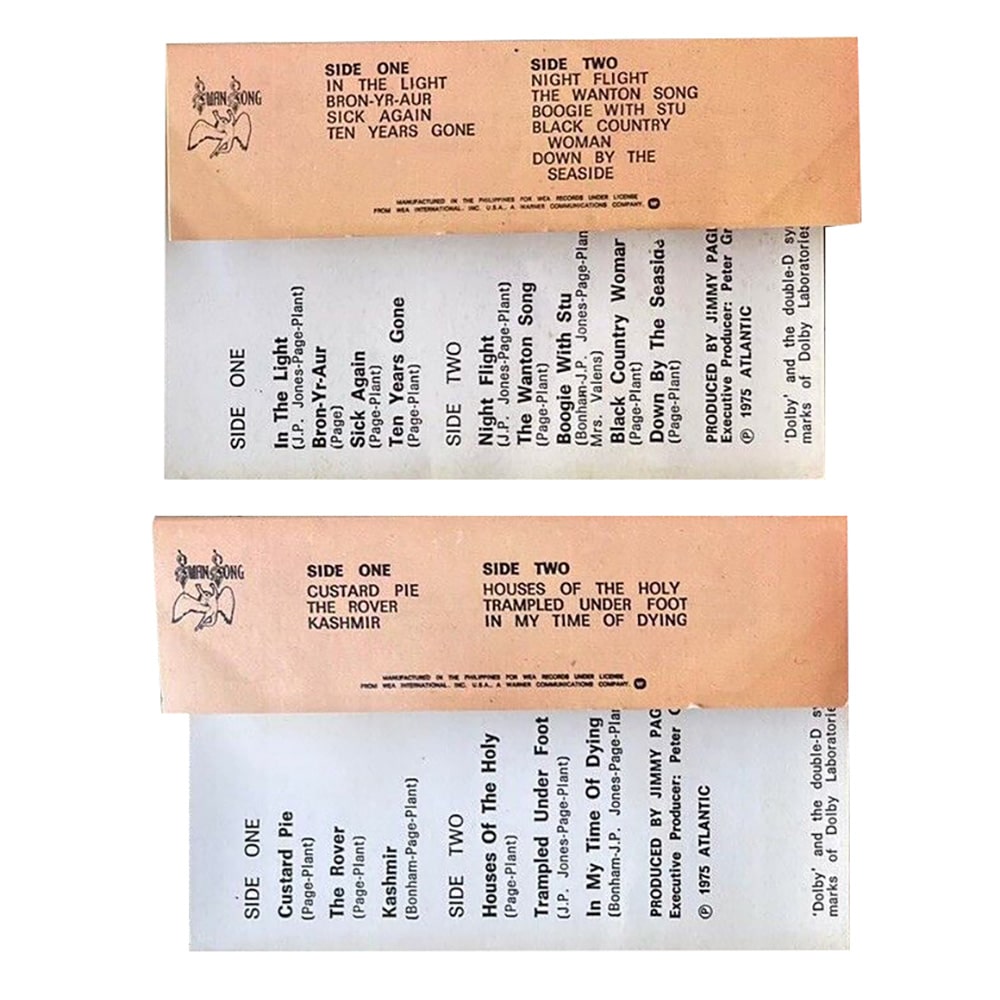 SWAN SONG
SIDE ONE
IN THE LIGHT
BRON-YR-AUR
SICK AGAIN
TEN YEARS GONE
SIDE TWO
NIGHT FLIGHT
THE WANTON SONG
BOOGIE WITH STU
BLACK COUNTRY
WOMAN
DOWN BY THE
SEASIDE
MANUFACTURED IN THE PHILIPPINES FOR WEA RECORDS UNDER LICENSE
FROM WEA INTERNATIONAL, INC. U.S.A., A WARNER COMMUNICATIONS COMPANY.
SIDE ONE
In The Light
(J.P. Jones-Page-Plant)
Bron-Yr-Aur
(Page)
Sick Again
(Page-Plant)
Ten Years Gone
(Page-Plant)
SIDE TWO
Night Flight
(J.P. Jones-Page-Plant)
The Wanton Song
(Page-Plant)
Boogie With Stu
(Bonham-J.P. Jones-Page-Plan
Mrs. Valens)
Black Country Womar
(Page-Plant)
Down By The Seaside
(Page-Plant)
PRODUCED BY JIMMY PAG
Executive Producer: Peter Gr
℗ 1975 ATLANTIC
'Dolby' and the double-D sy
marks of Dolby Laboratories
SWAN SONG
SIDE ONE
CUSTARD PIE
THE ROVER
KASHMIR
SIDE TWO
HOUSES OF THE HOLY
TRAMPLED UNDER FOOT
IN MY TIME OF DYING
MANUFACTURED IN THE PHILIPPINES FOR WEA RECORDS UNDER LICENSE
FROM WEA INTERNATIONAL, INC. U.S.A., A WARNER COMMUNICATIONS COMPANY.
SIDE ONE
Custard Pie
(Page-Plant)
The Rover
(Page-Plant)
Kashmir
(Bonham-Page-Plant)
SIDE TWO
Houses Of The Holy
(Page-Plant)
Trampled Under Foot
(J.P. Jones-Page-Plant)
In My Time Of Dying
(Bonham-J.P. Jones-Page-Plar
PRODUCED BY JIMMY PAG
Executive Producer: Peter G
℗ 1975 ATLANTIC
'Dolby' and the double-D s
marks of Dolby Laboratorie